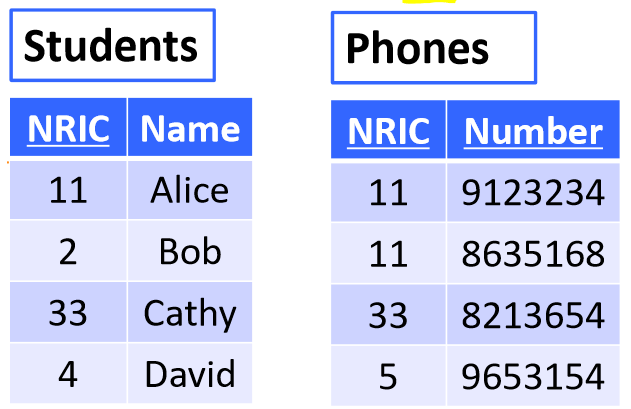 Students
NRIC Name
11 Alice
2 Bob
33 Cathy
4 David
Phones
NRIC Number
11 9123234
11 8635168
33 8213654
5 9653154